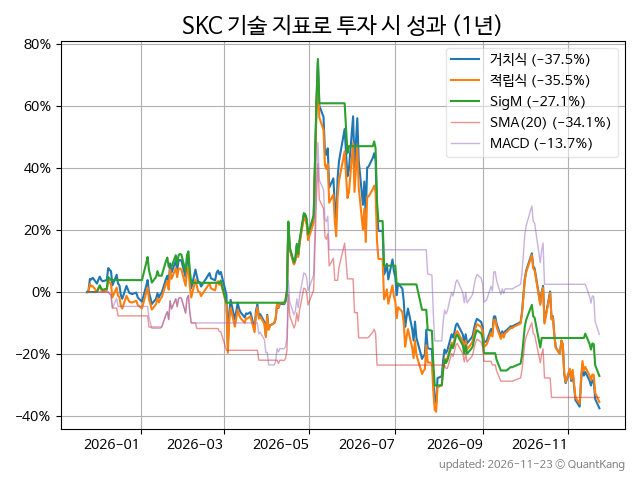 SKC 기술 지표로 투자 시 성과 (1년)
80%
60%
40%
20%
0%
−20%
−40%
거치식 (−37.5%)
적립식 (−35.5%)
SigM (−27.1%)
SMA(20) (−34.1%)
MACD (−13.7%)
2026-01 2026-03 2026-05 2026-07 2026-09 2026-11
updated: 2026-11-23 © QuantKang